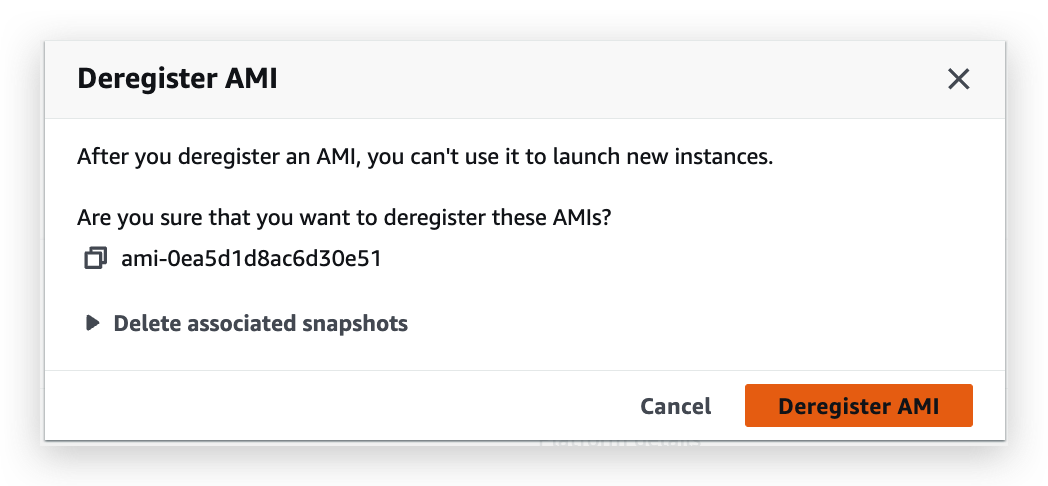 Deregister AMI
After you deregister an AMI, you can't use it to launch new instances.
Are you sure that you want to deregister these AMIs?
ami-0ea5d1d8ac6d30e51
Delete associated snapshots
Cancel
Deregister AMI